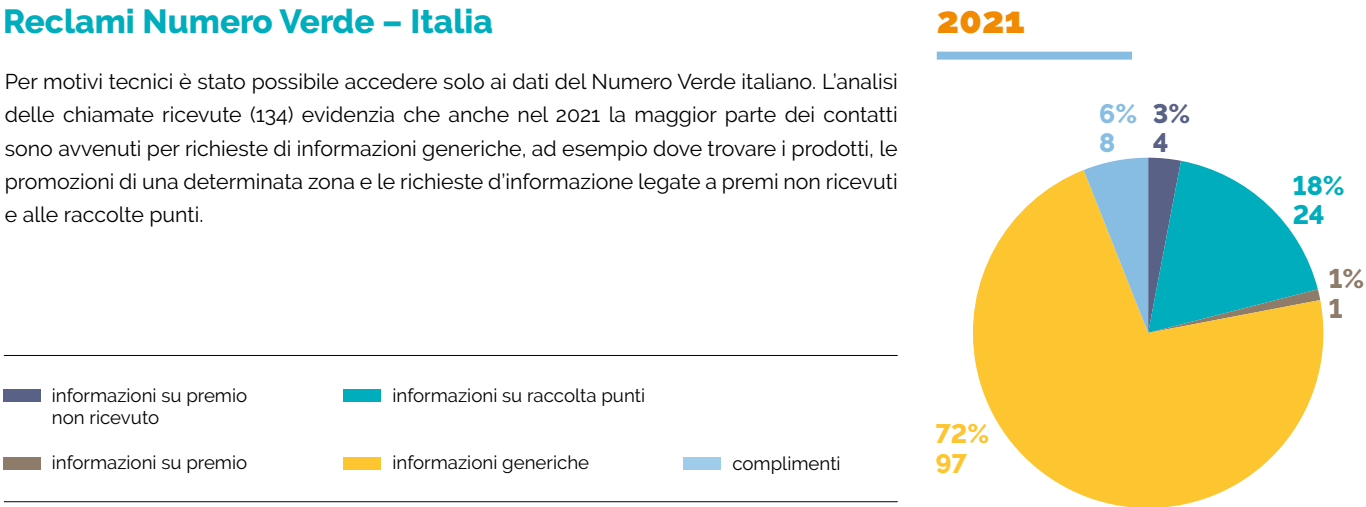 Reclami Numero Verde – Italia
Per motivi tecnici è stato possibile accedere solo ai dati del Numero Verde italiano. L'analisi
delle chiamate ricevute (134) evidenzia che anche nel 2021 la maggior parte dei contatti
sono avvenuti per richieste di informazioni generiche, ad esempio dove trovare i prodotti, le
promozioni di una determinata zona e le richieste d'informazione legate a premi non ricevuti
e alle raccolte punti.
informazioni su premio
non ricevuto
informazioni su raccolta punti
informazioni su premio
informazioni generiche
complimenti
2021
6%
8
3%
4
18%
24
1%
1
72%
97